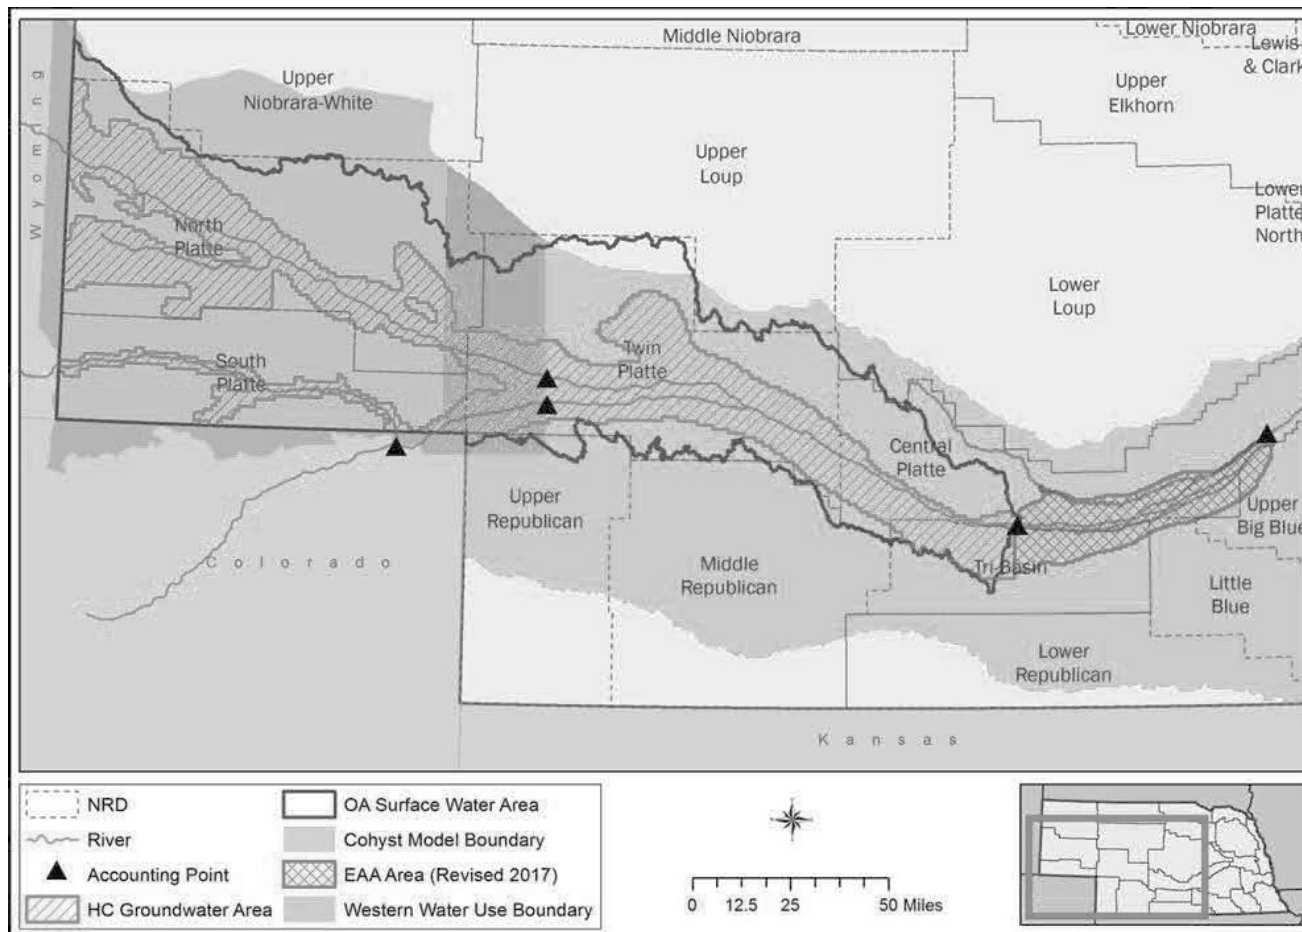 Middle Niobrara
Lower Niobrara
Lewis
& Clark
Upper
Niobrara-White
Upper
Elkhorn
Wyoming
Upper
Loup
Lower
Platte
North
North
Platte
Lower
Loup
South
Platte
Twin
Platte
Central
Platte
Upper
Republican
Upper
Big Blue
Colorado
Middle
Republican
Tri-Basin
Little
Blue
Lower
Republican
Kansas
NRD
River
Accounting Point
HC Groundwater Area
OA Surface Water Area
Cohyst Model Boundary
EAA Area (Revised 2017)
Western Water Use Boundary
0 12.5 25 50 Miles